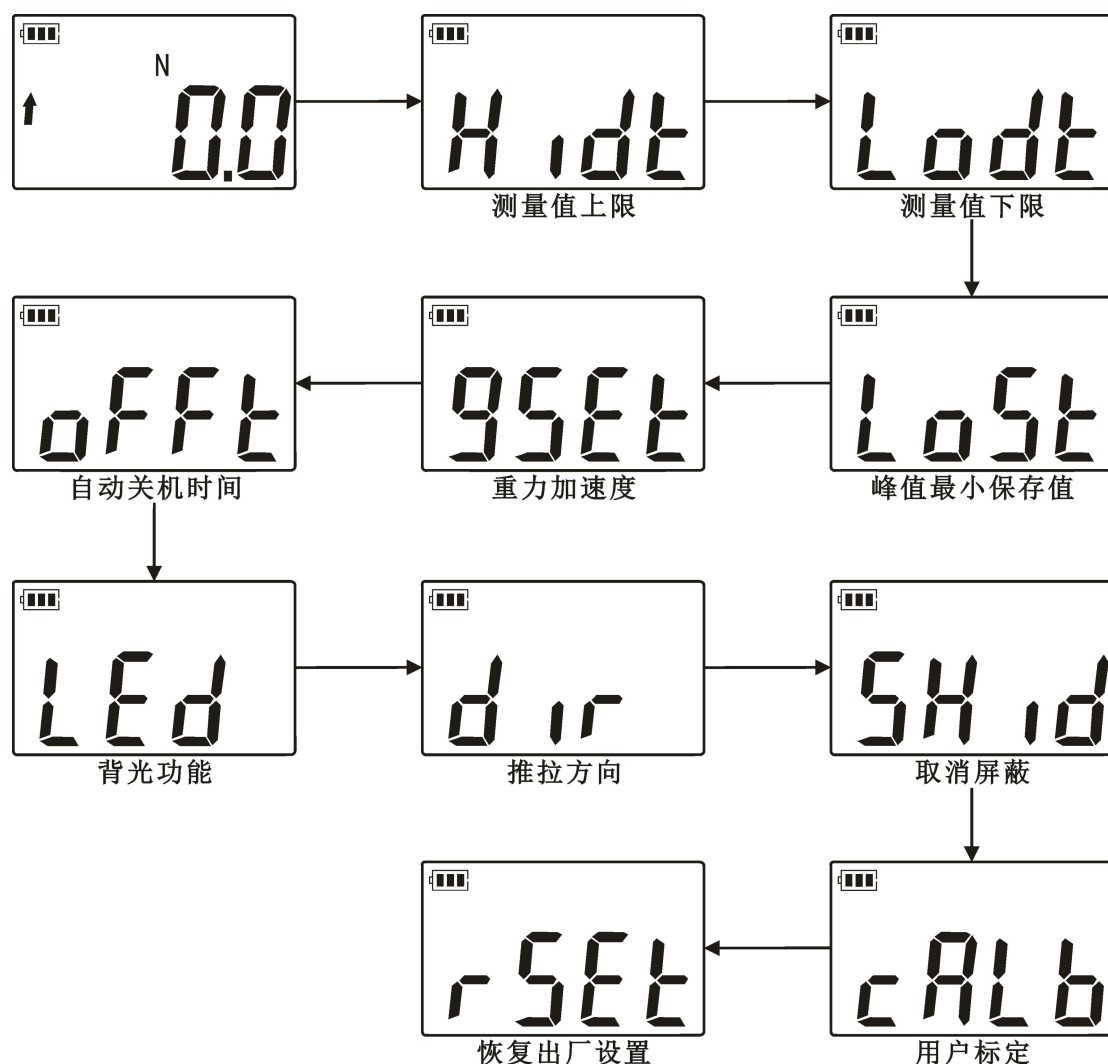 N
0.0
Hidt
测量值上限
Lodt
测量值下限
LoSt
峰值最小保存值
gSEt
重力加速度
oFFt
自动关机时间
LEd
背光功能
dir
推拉方向
SHid
取消屏蔽
cALb
用户标定
rSEt
恢复出厂设置